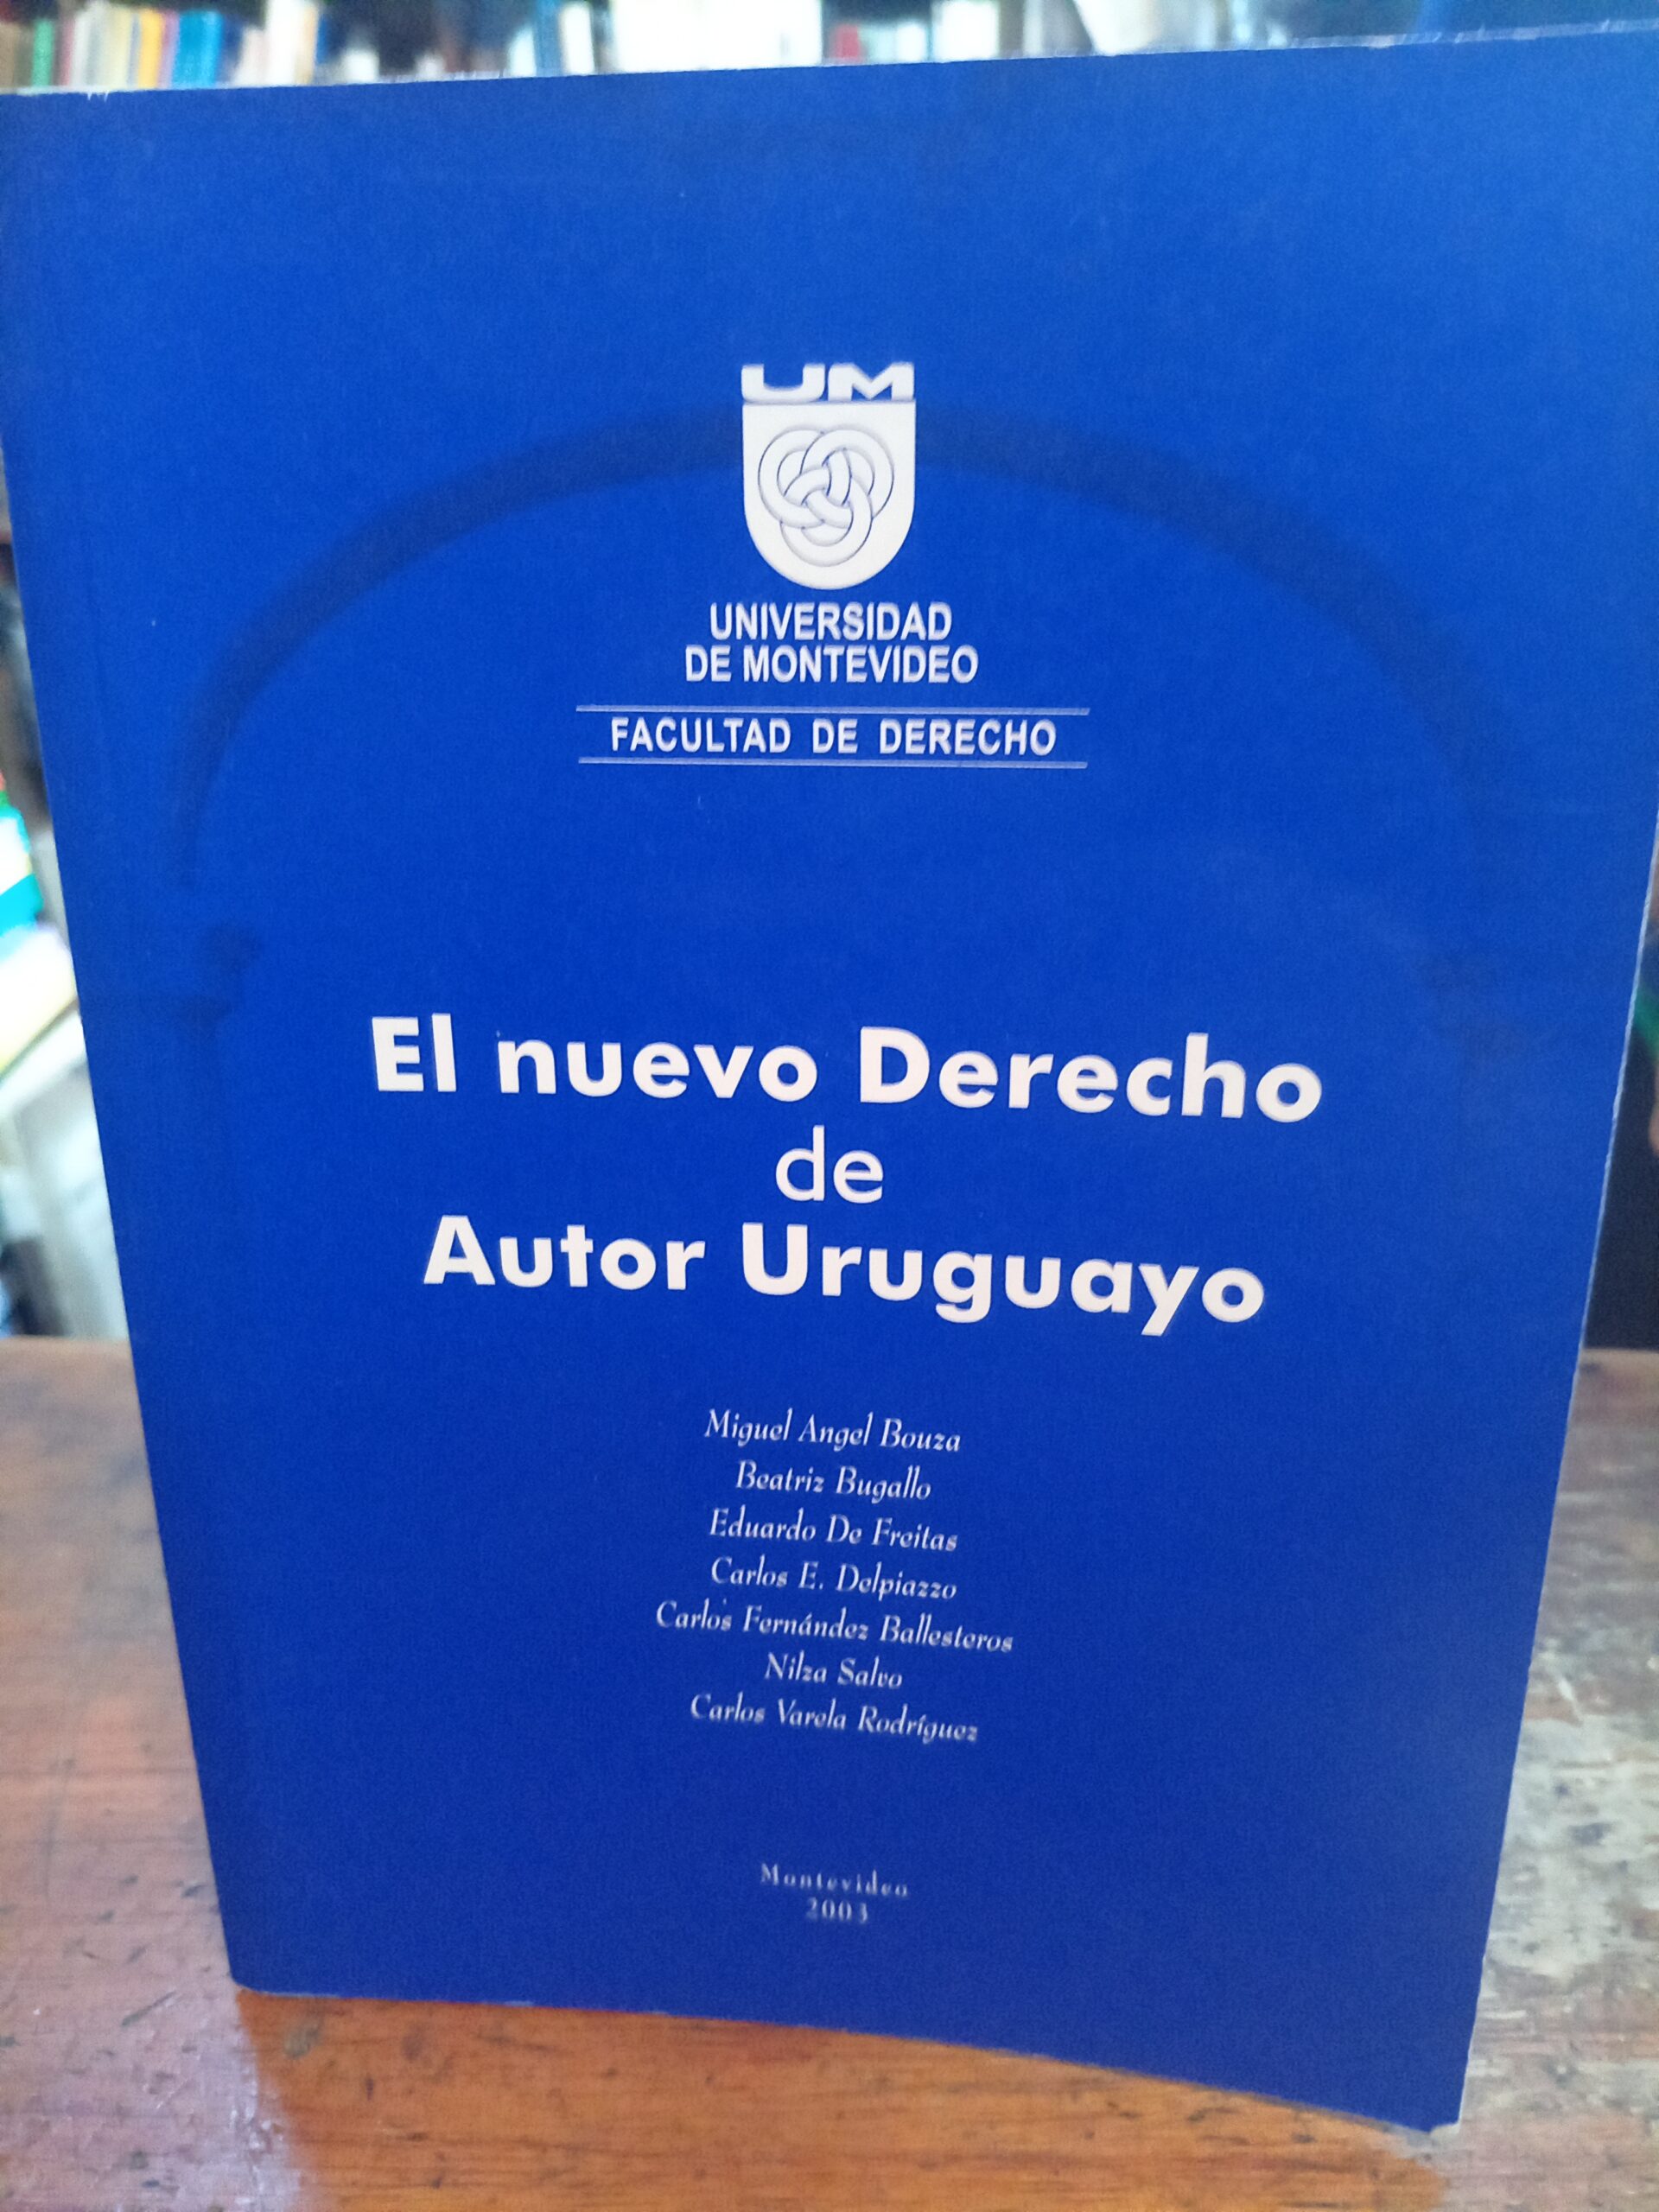 UM
UNIVERSIDAD
DE MONTEVIDEO
FACULTAD DE DERECHO
El nuevo Derecho
de
Autor Uruguayo
Miguel Angel Bouza
Beatriz Bugallo
Eduardo De Freitas
Carlos E. Delpiazzo
Carlos Fernández Ballesteros
Nilza Salvo
Carlos Varela Rodríguez
Montevideo
2003